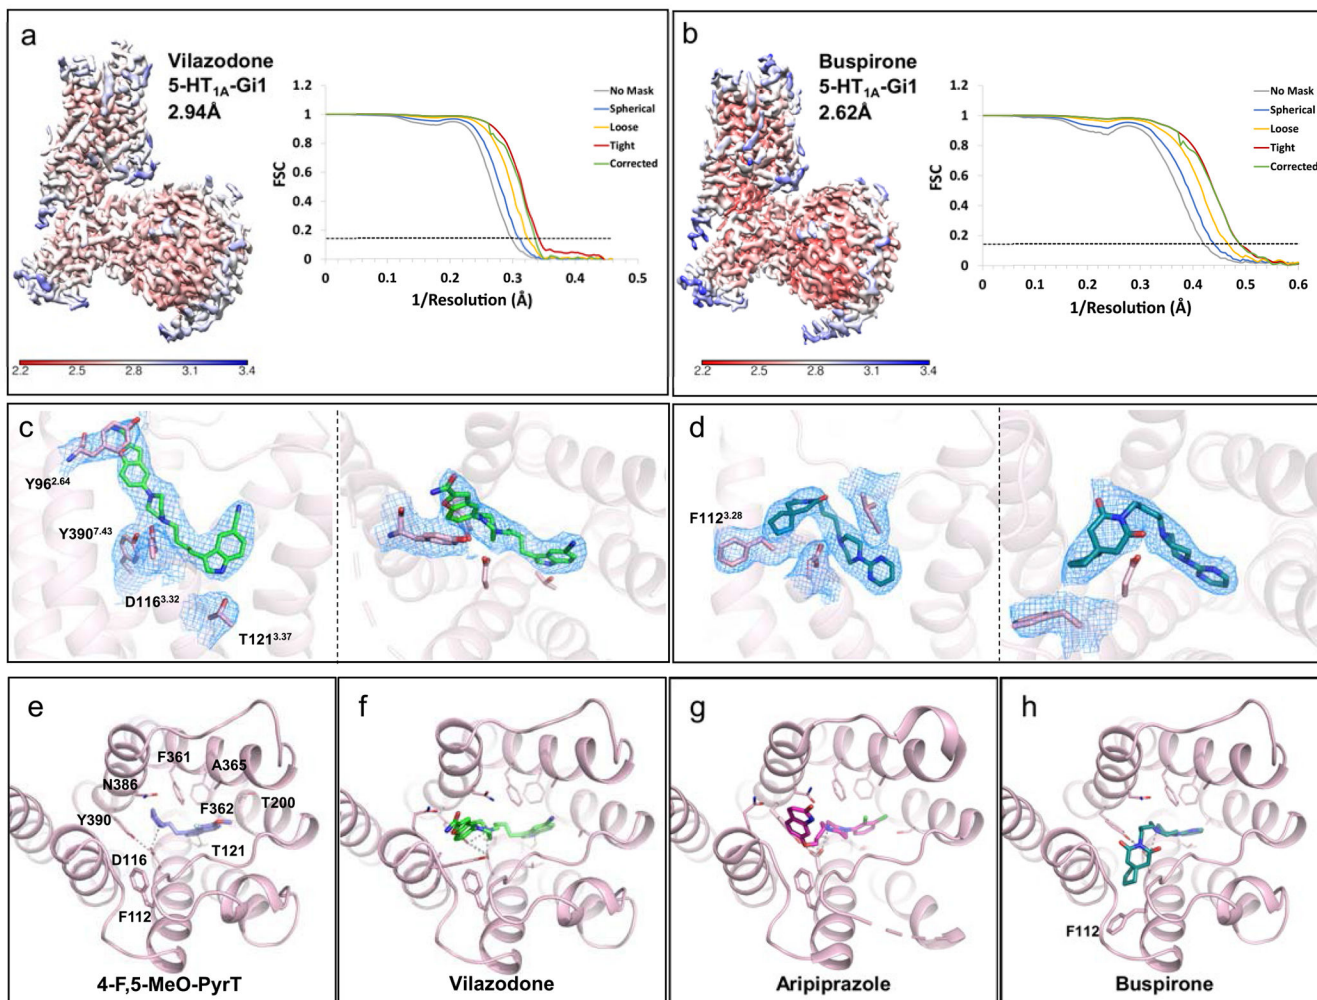 a
Vilazodone
5-HT1A-Gi1
2.94Å
FSC
1.2
1
0.8
0.6
0.4
0.2
0
0
0.1
0.2
0.3
0.4
0.5
1/Resolution (Å)
No Mask
Spherical
Loose
Tight
Corrected
2.2
2.5
2.8
3.1
3.4
b
Buspirone
5-HT1A-Gi1
2.62Å
FSC
1.2
1
0.8
0.6
0.4
0.2
0
0
0.1
0.2
0.3
0.4
0.5
0.6
1/Resolution (Å)
No Mask
Spherical
Loose
Tight
Corrected
2.2
2.5
2.8
3.1
3.4
c
Y962.64
Y3907.43
D1163.32
T1213.37
d
F1123.28
e
F361
A365
N386
F362
T200
Y390
T121
D116
F112
4-F,5-MeO-PyrT
f
Vilazodone
g
Aripiprazole
h
F112
Buspirone